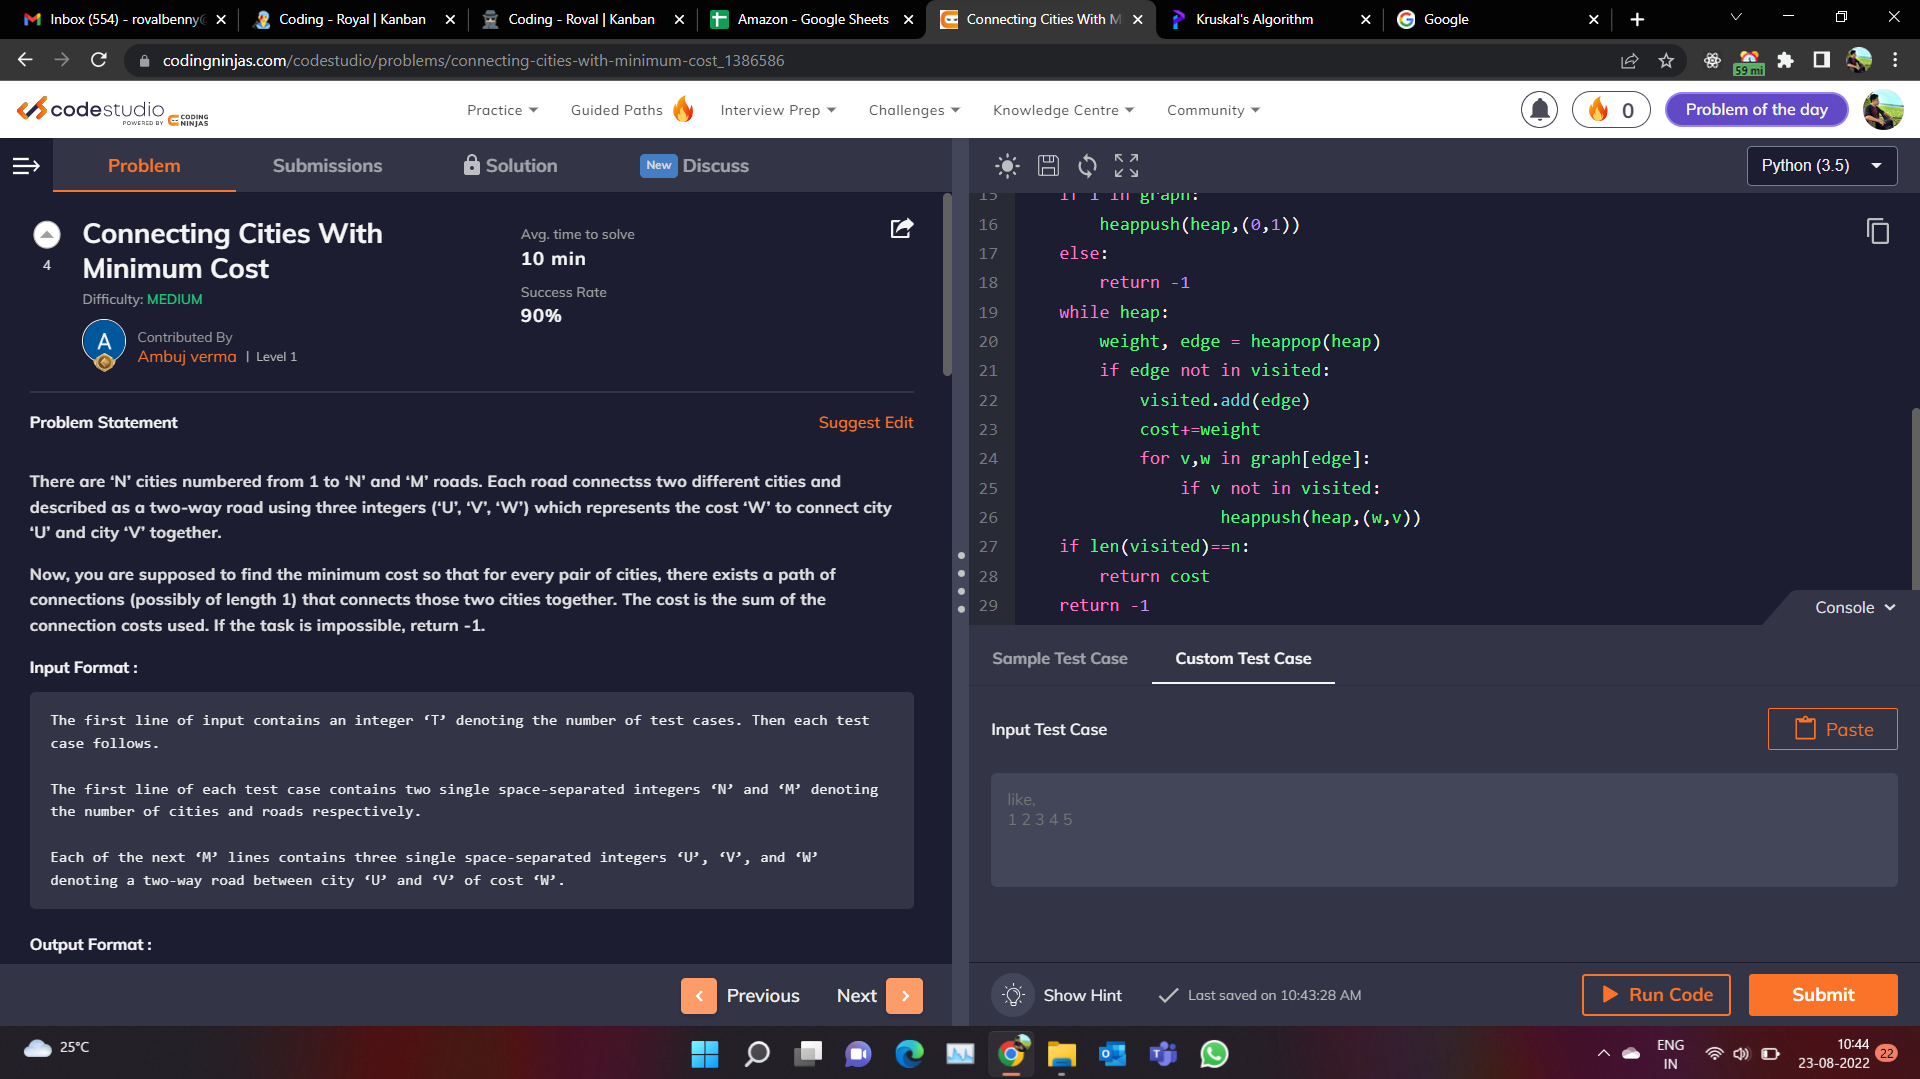 Inbox (554) - rovalbenny@
Coding - Royal | Kanban
Coding - Roval | Kanban
Amazon - Google Sheets
Connecting Cities With M
Kruskal's Algorithm
Google
codingninjas.com/codestudio/problems/connecting-cities-with-minimum-cost_1386586
59 mi
codestudio
POWERED BY CODING NINJAS
Practice
Guided Paths
Interview Prep
Challenges
Knowledge Centre
Community
0
Problem of the day
Problem
Submissions
Solution
New Discuss
Python (3.5)
4
Connecting Cities With
Minimum Cost
Difficulty: MEDIUM
A
Contributed By
Ambuj verma | Level 1
Avg. time to solve
10 min
Success Rate
90%
Problem Statement
Suggest Edit
There are ‘N’ cities numbered from 1 to ‘N’ and ‘M’ roads. Each road connectss two different cities and
described as a two-way road using three integers (‘U’, ‘V’, ‘W’) which represents the cost ‘W’ to connect city
‘U’ and city ‘V’ together.
Now, you are supposed to find the minimum cost so that for every pair of cities, there exists a path of
connections (possibly of length 1) that connects those two cities together. The cost is the sum of the
connection costs used. If the task is impossible, return -1.
Input Format :
The first line of input contains an integer ‘T’ denoting the number of test cases. Then each test
case follows.
The first line of each test case contains two single space-separated integers ‘N’ and ‘M’ denoting
the number of cities and roads respectively.
Each of the next ‘M’ lines contains three single space-separated integers ‘U’, ‘V’, and ‘W’
denoting a two-way road between city ‘U’ and ‘V’ of cost ‘W’.
Output Format :
Previous
Next
15 if 1 in graph:
16 heappush(heap,(0,1))
17 else:
18 return -1
19 while heap:
20 weight, edge = heappop(heap)
21 if edge not in visited:
22 visited.add(edge)
23 cost+=weight
24 for v,w in graph[edge]:
25 if v not in visited:
26 heappush(heap,(w,v))
27 if len(visited)==n:
28 return cost
29 return -1
Console
Sample Test Case
Custom Test Case
Input Test Case
Paste
like,
1 2 3 4 5
Show Hint
Last saved on 10:43:28 AM
Run Code
Submit
25°C
ENG
IN
10:44
23-08-2022
22